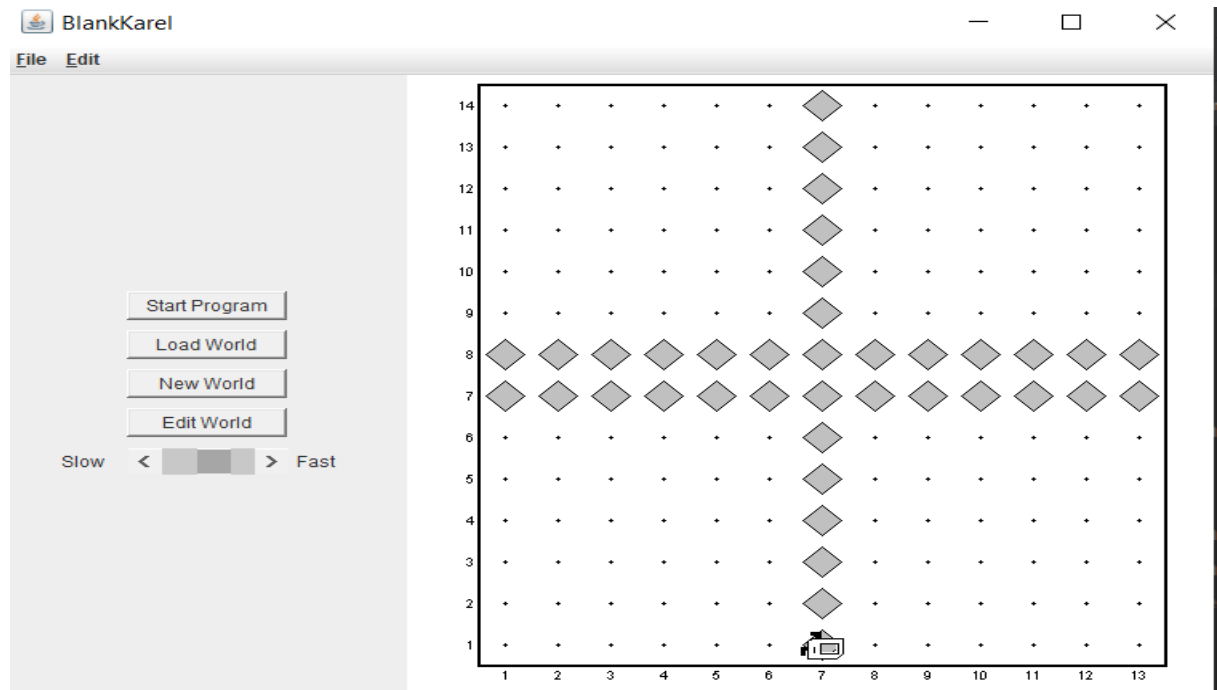 BlankKarel
File Edit
Start Program
Load World
New World
Edit World
Slow < > Fast
14
13
12
11
10
9
8
7
6
5
4
3
2
1
1 2 3 4 5 6 7 8 9 10 11 12 13